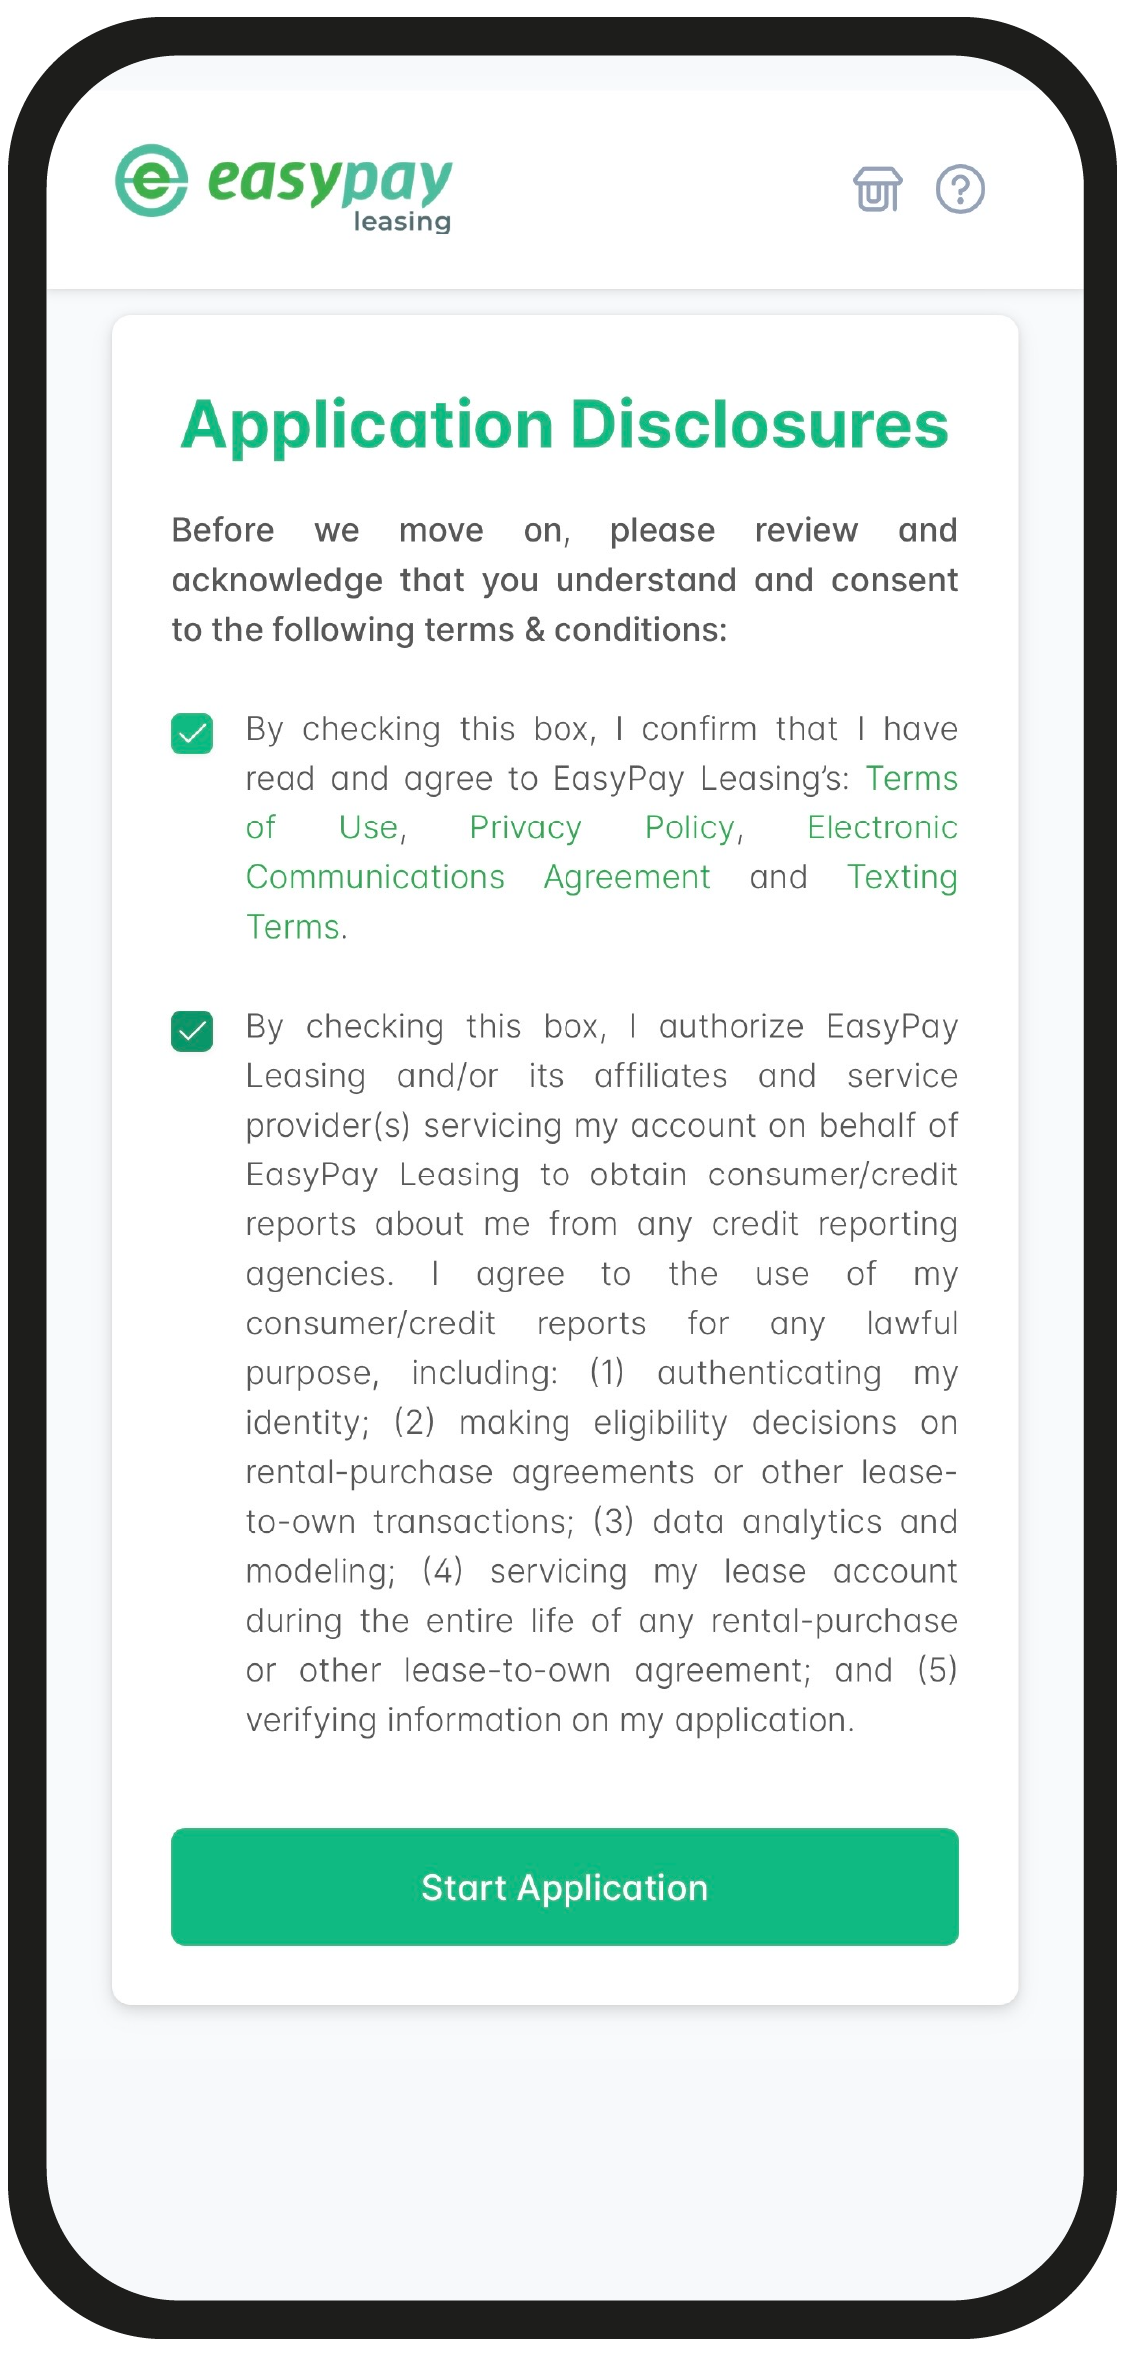 easypay
leasing
Application Disclosures
Before we move on, please review and
acknowledge that you understand and consent
to the following terms & conditions:
By checking this box, I confirm that I have
read and agree to EasyPay Leasing’s: Terms
of Use, Privacy Policy, Electronic
Communications Agreement and Texting
Terms.
By checking this box, I authorize EasyPay
Leasing and/or its affiliates and service
provider(s) servicing my account on behalf of
EasyPay Leasing to obtain consumer/credit
reports about me from any credit reporting
agencies. I agree to the use of my
consumer/credit reports for any lawful
purpose, including: (1) authenticating my
identity; (2) making eligibility decisions on
rental-purchase agreements or other lease-
to-own transactions; (3) data analytics and
modeling; (4) servicing my lease account
during the entire life of any rental-purchase
or other lease-to-own agreement; and (5)
verifying information on my application.
Start Application